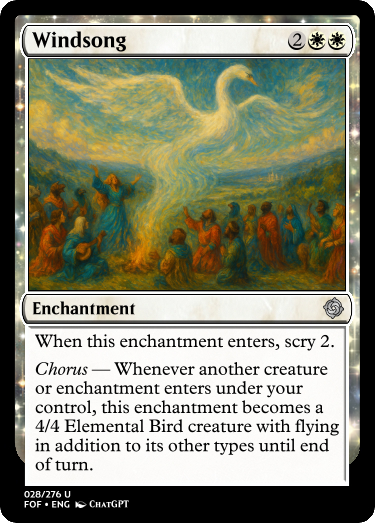 Windsong 2
Enchantment
When this enchantment enters, scry 2.
Chorus — Whenever another creature
or enchantment enters under your
control, this enchantment becomes a
4/4 Elemental Bird creature with flying
in addition to its other types until end
of turn.
028/276 U
FOF • ENG ChatGPT